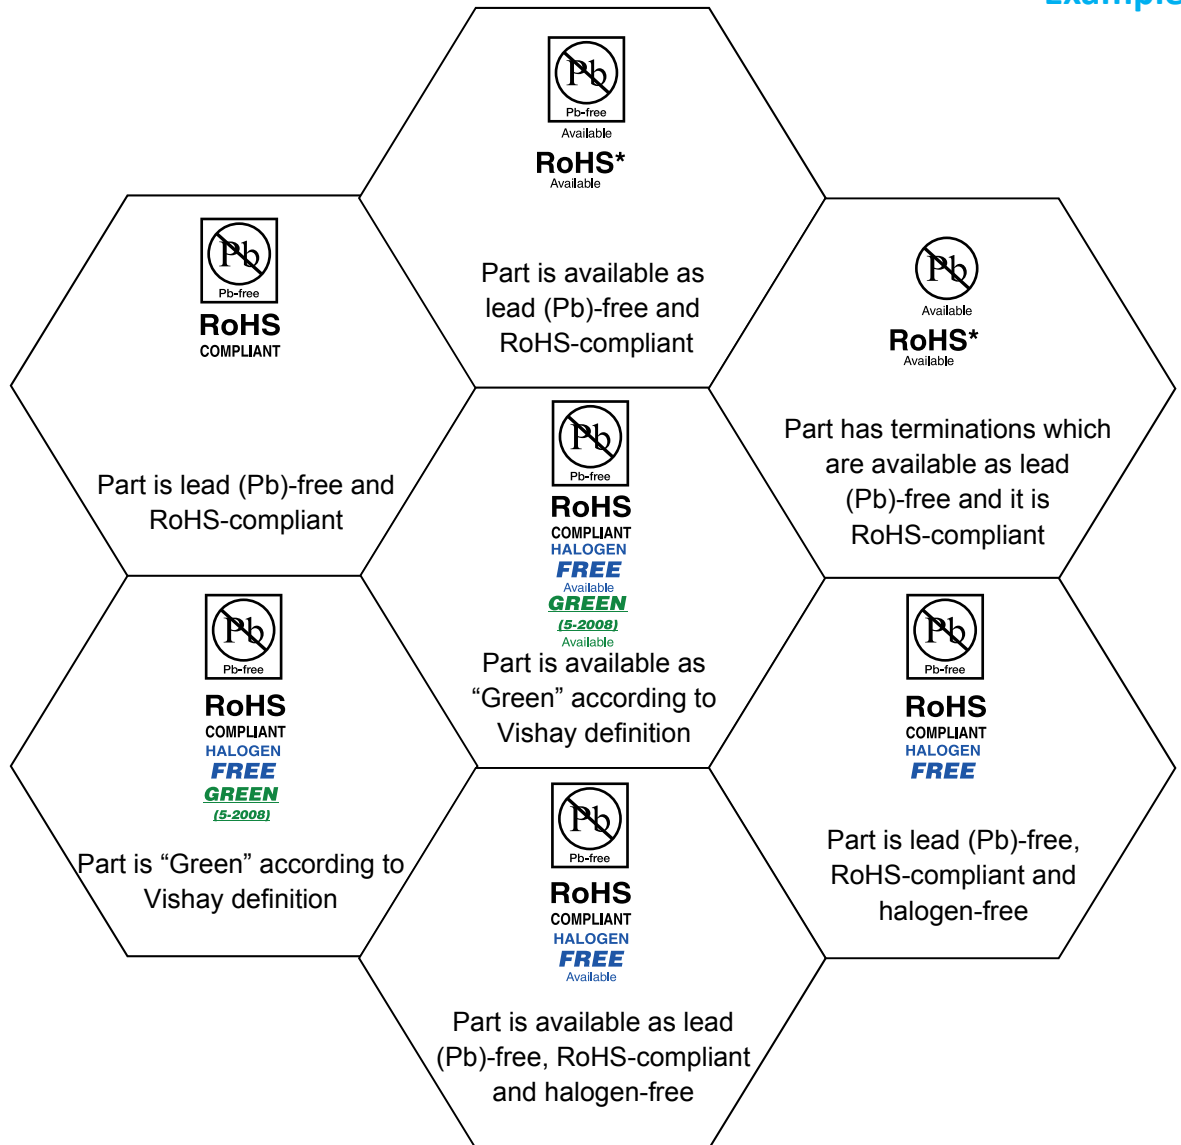 Example
Pb
Pb-free
Available
RoHS*
Available
Part is available as
lead (Pb)-free and
RoHS-compliant
Pb
Pb-free
RoHS
COMPLIANT
Part is lead (Pb)-free and
RoHS-compliant
Pb
Available
RoHS*
Available
Part has terminations which
are available as lead
(Pb)-free and it is
RoHS-compliant
Pb
Pb-free
RoHS
COMPLIANT
HALOGEN
FREE
Available
GREEN
(5-2008)
Available
Part is available as
“Green” according to
Vishay definition
Pb
Pb-free
RoHS
COMPLIANT
HALOGEN
FREE
GREEN
(5-2008)
Part is “Green” according to
Vishay definition
Pb
Pb-free
RoHS
COMPLIANT
HALOGEN
FREE
Part is lead (Pb)-free,
RoHS-compliant and
halogen-free
Pb
Pb-free
RoHS
COMPLIANT
HALOGEN
FREE
Available
Part is available as lead
(Pb)-free, RoHS-compliant
and halogen-free